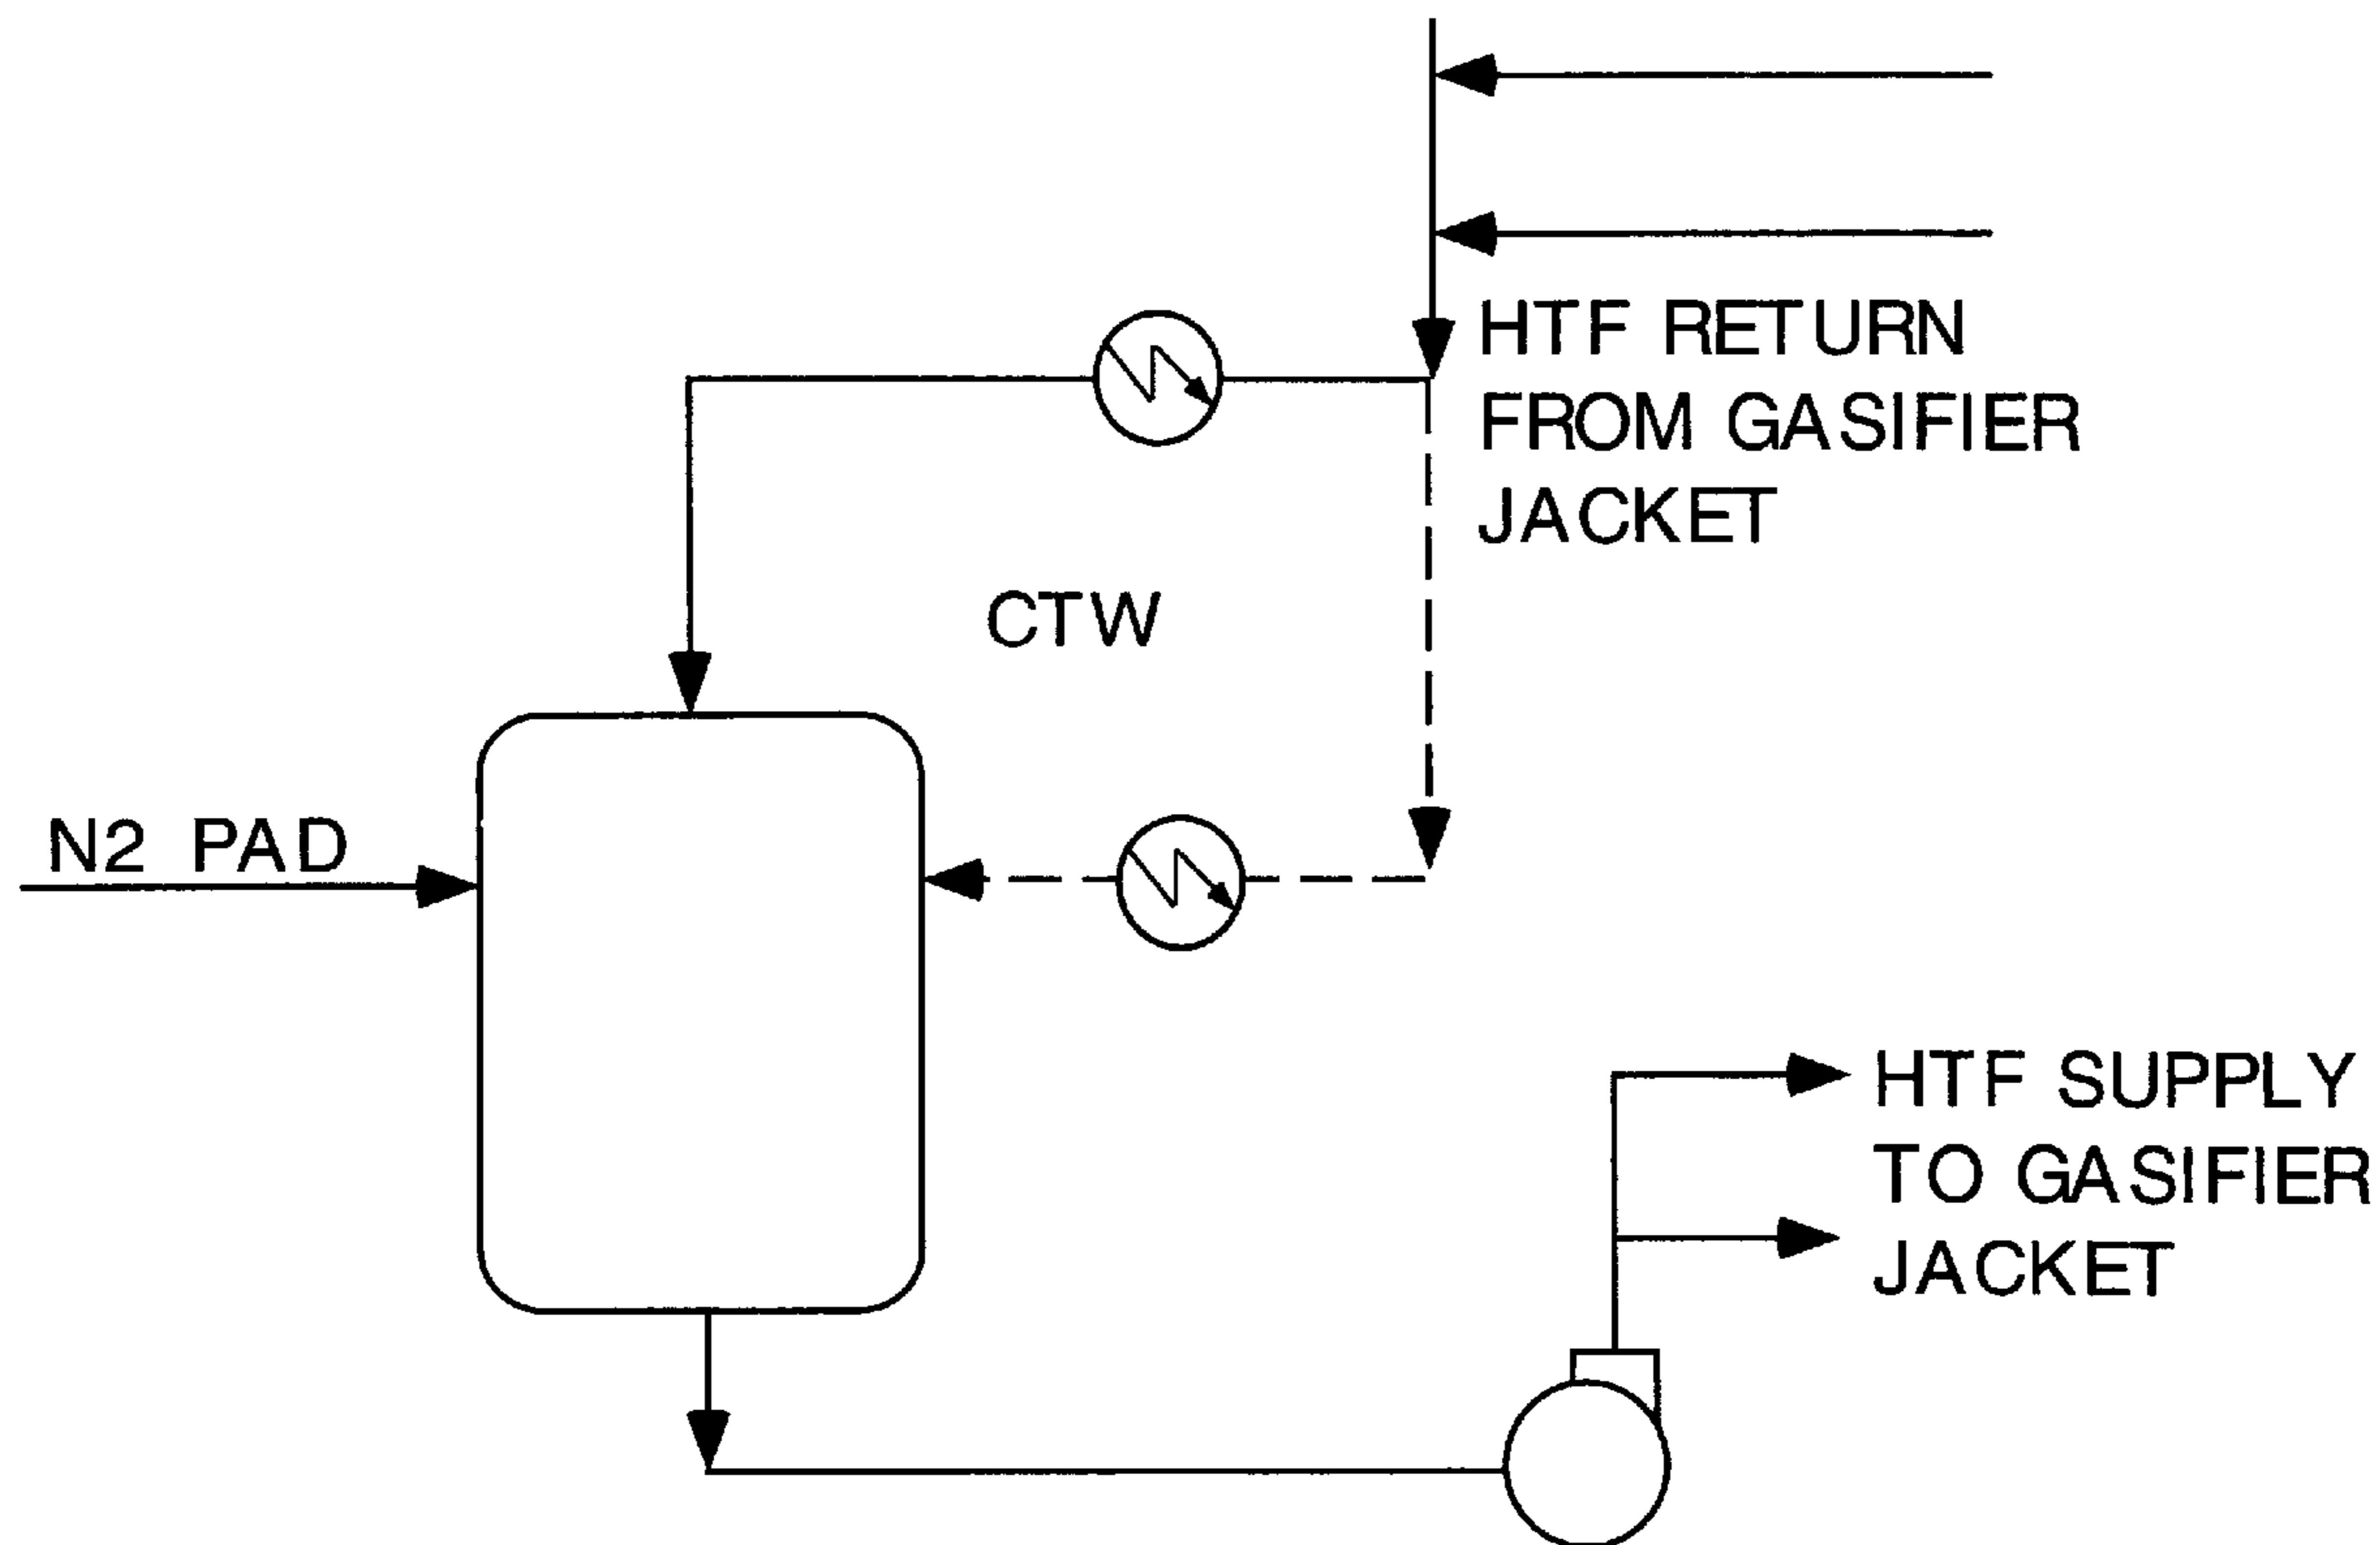 HTF RETURN
FROM GASIFIER
JACKET
CTW
N2 PAD
HTF SUPPLY
TO GASIFIER
JACKET